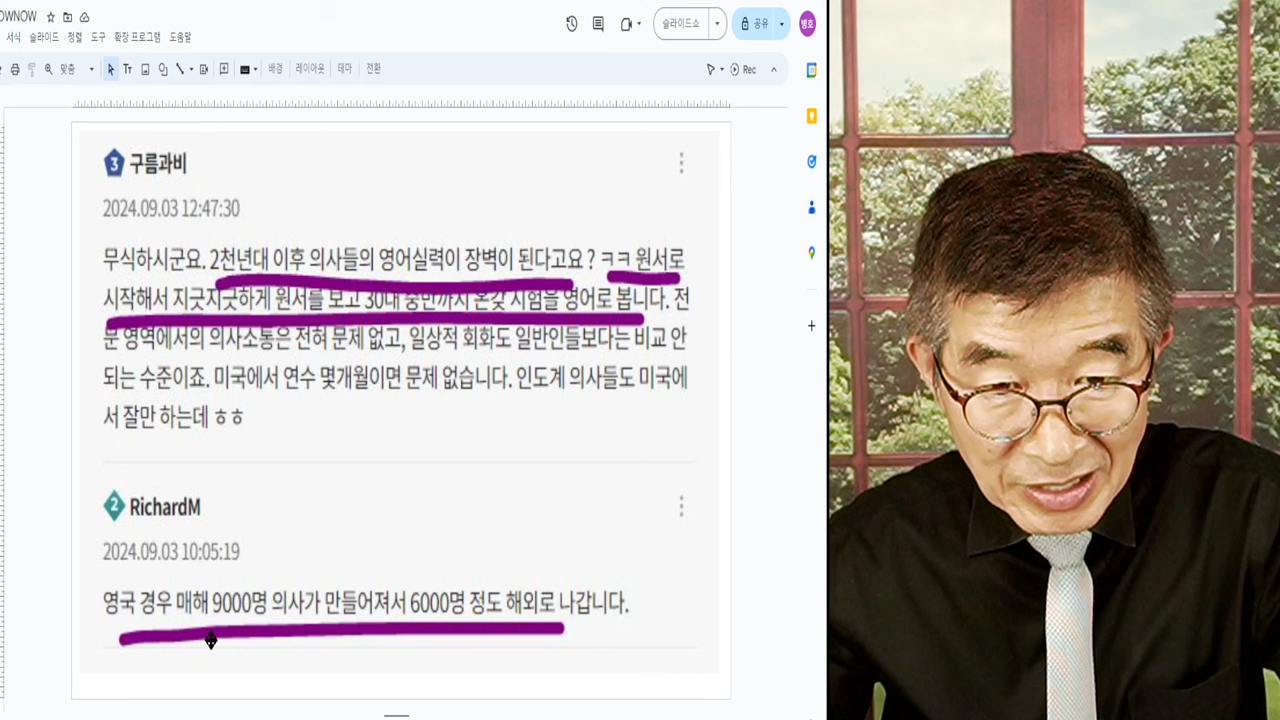 OWNOW
서식 슬라이드 정렬 도구 확장 프로그램 도움말
슬라이드쇼
공유
병호
맞춤
Tт
배경 레이아웃 테마 전환
Rec
3 구름과비
2024.09.03 12:47:30
무식하시군요. 2천년대 이후 의사들의 영어실력이 장벽이 된다고요? ㅋㅋ 원서로
시작해서 지긋지긋하게 원서를 보고 30대 중반까지 온갖 시험을 영어로 봅니다. 전
문 영역에서의 의사소통은 전혀 문제 없고, 일상적 회화도 일반인들보다는 비교 안
되는 수준이죠. 미국에서 연수 몇개월이면 문제 없습니다. 인도계 의사들도 미국에
서 잘만 하는데 ㅎㅎ
2 RichardM
2024.09.03 10:05:19
영국 경우 매해 9000명 의사가 만들어져서 6000명 정도 해외로 나갑니다.